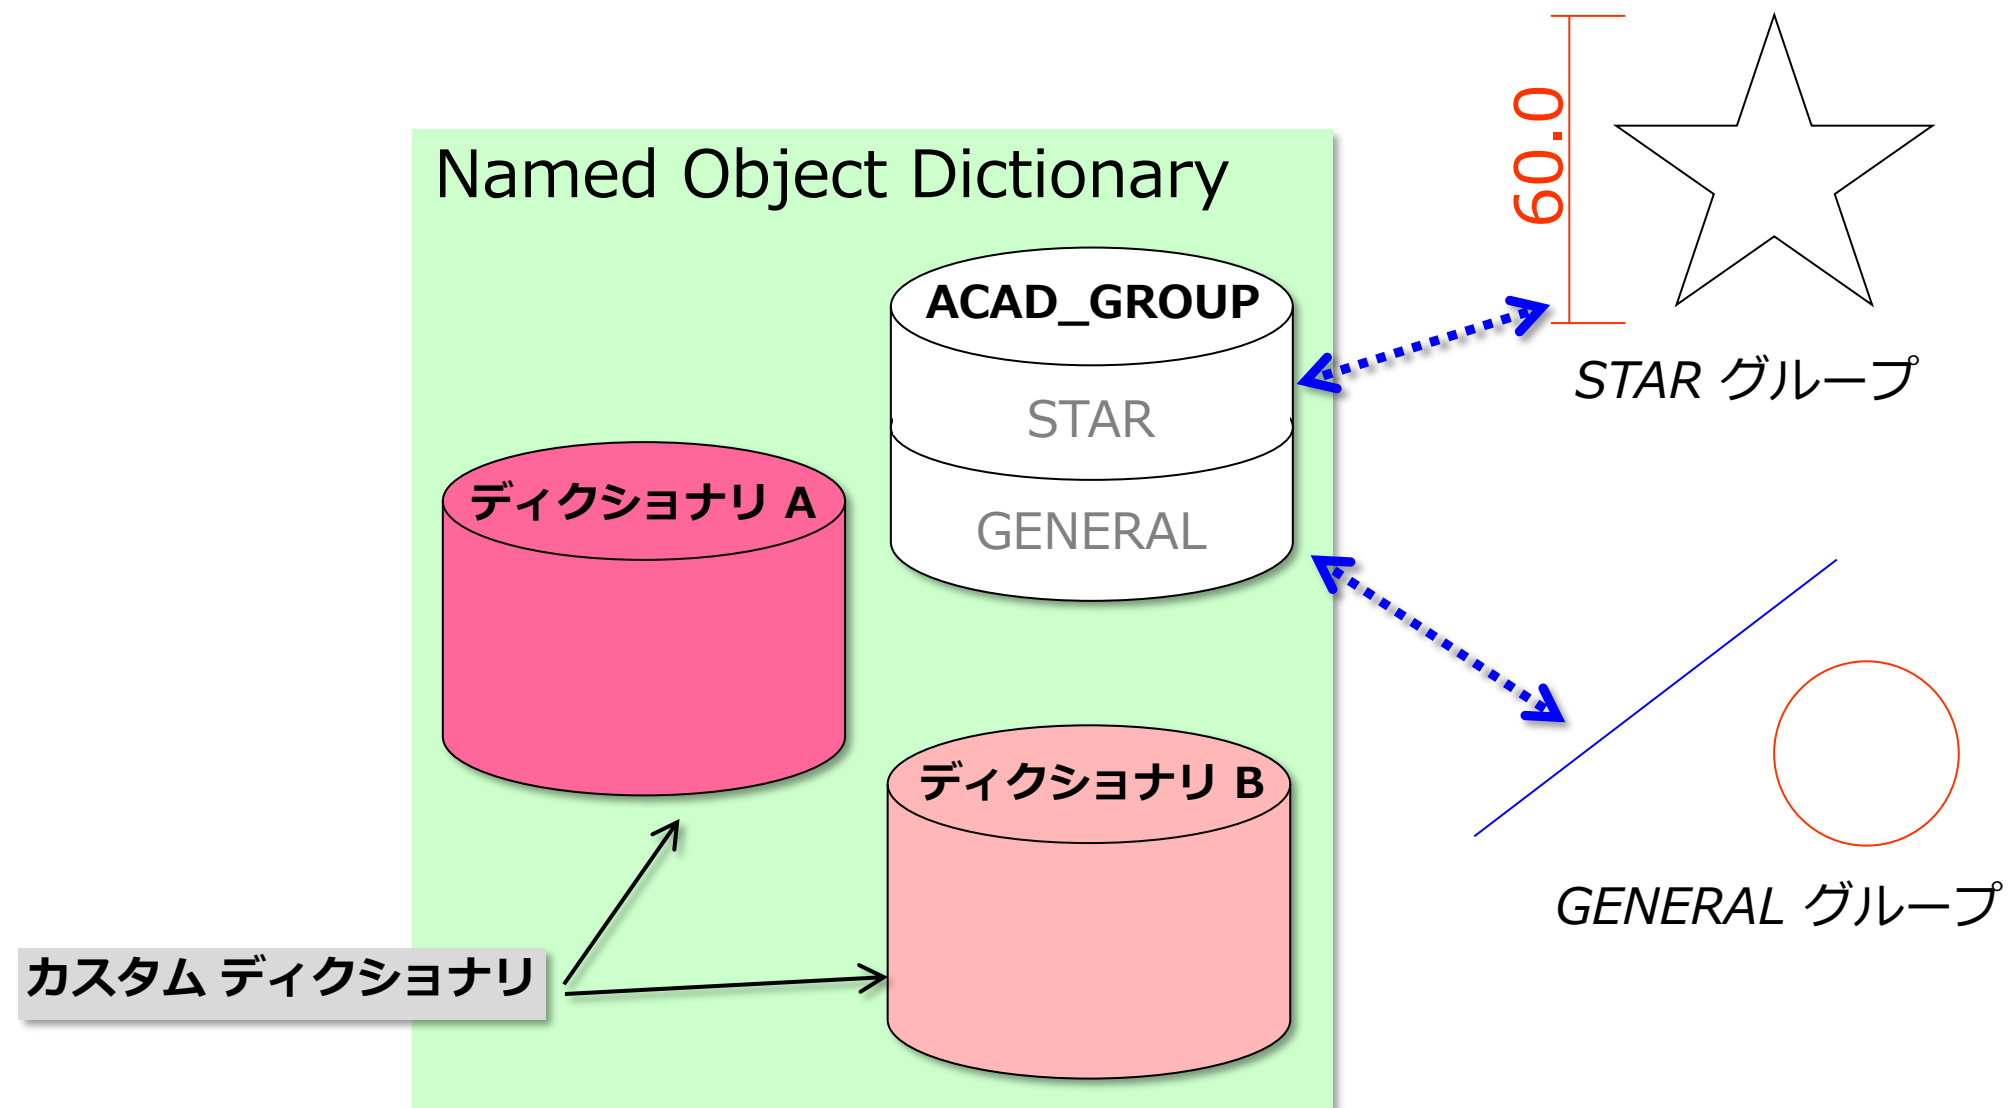 Named Object Dictionary
60.0
ACAD_GROUP
STAR
GENERAL
STAR グループ
ディクショナリ A
ディクショナリ B
GENERAL グループ
カスタム ディクショナリ